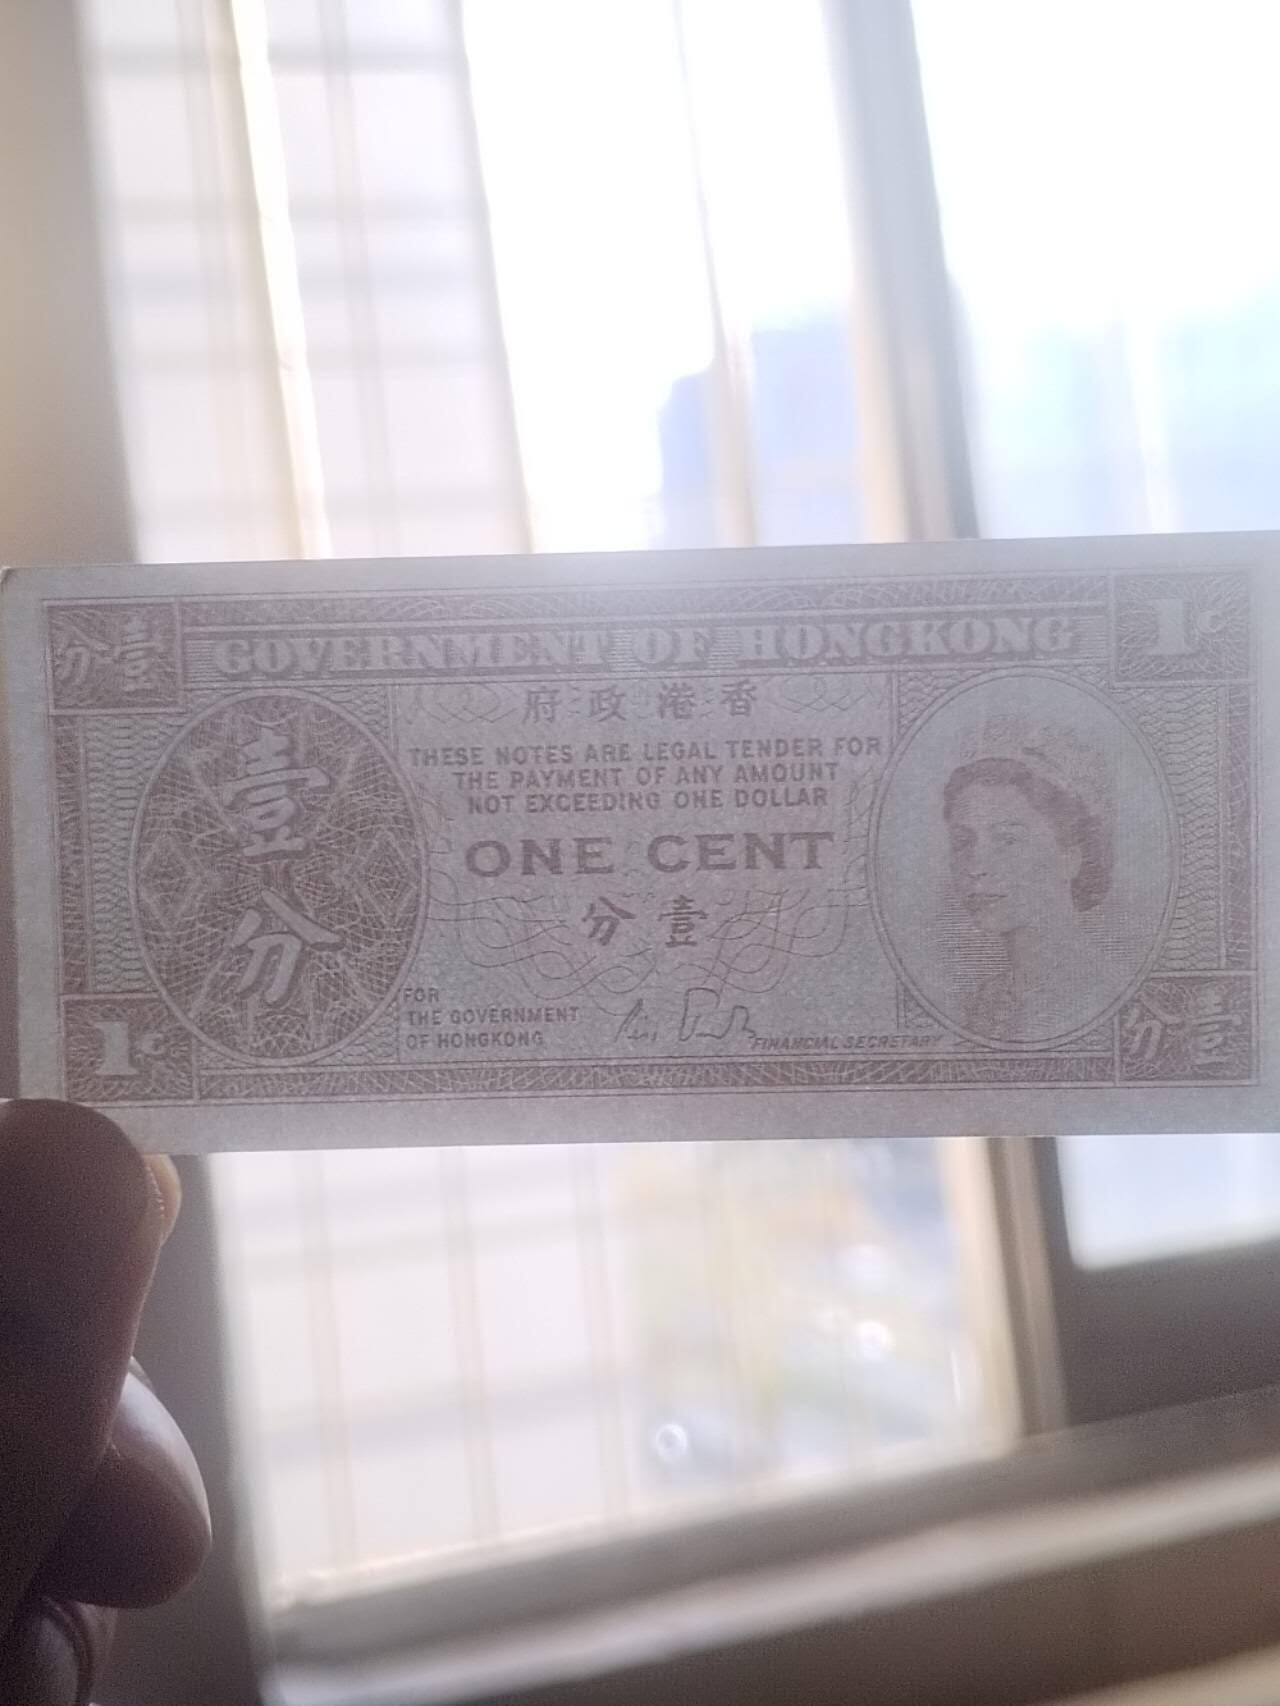 分壹
GOVERNMENT OF HONGKONG
1c
府政港香
THESE NOTES ARE LEGAL TENDER FOR
THE PAYMENT OF ANY AMOUNT
NOT EXCEEDING ONE DOLLAR
壹
分
ONE CENT
分壹
FOR
THE GOVERNMENT
OF HONGKONG
FINANCIAL SECRETARY
1c
分壹